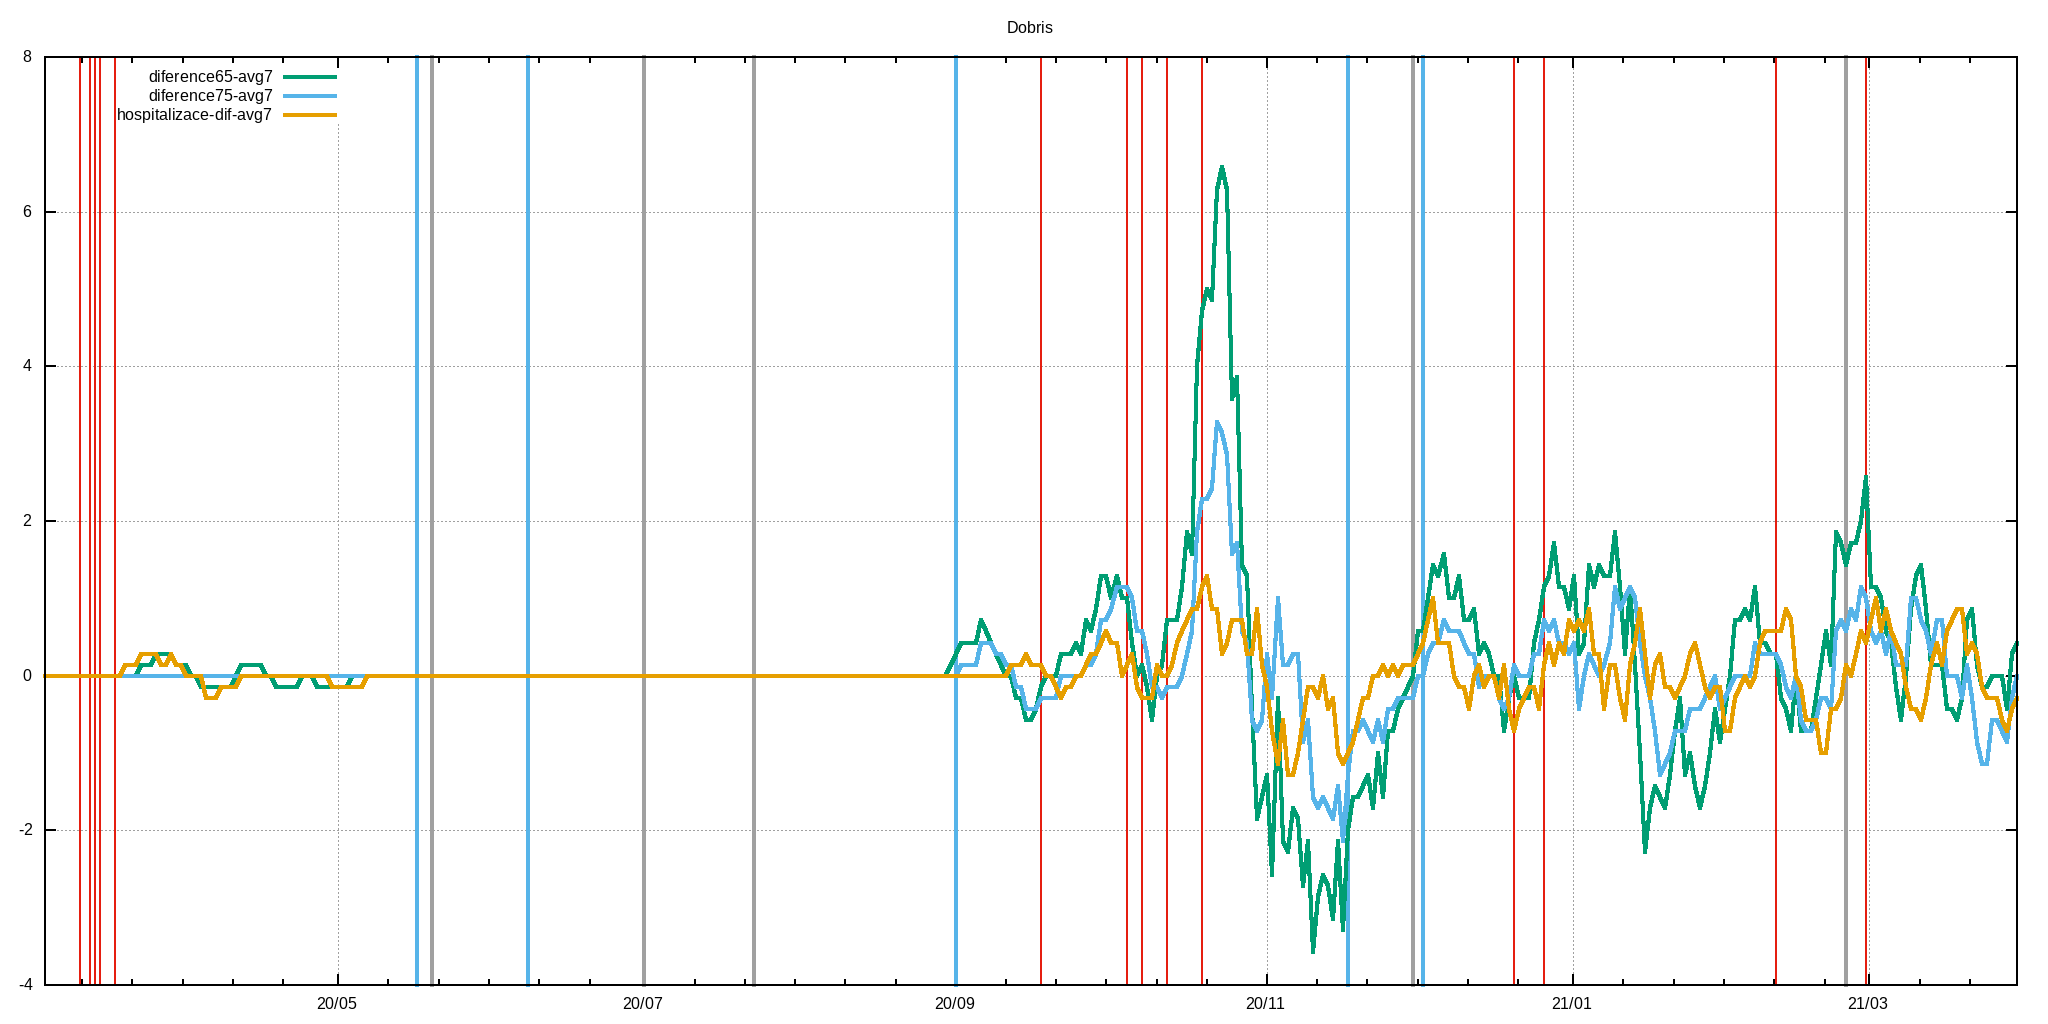 Dobris
8
diference65-avg7
diference75-avg7
hospitalizace-dif-avg7
6
4
2
0
-2
-4
20/05 20/07 20/09 20/11 21/01 21/03